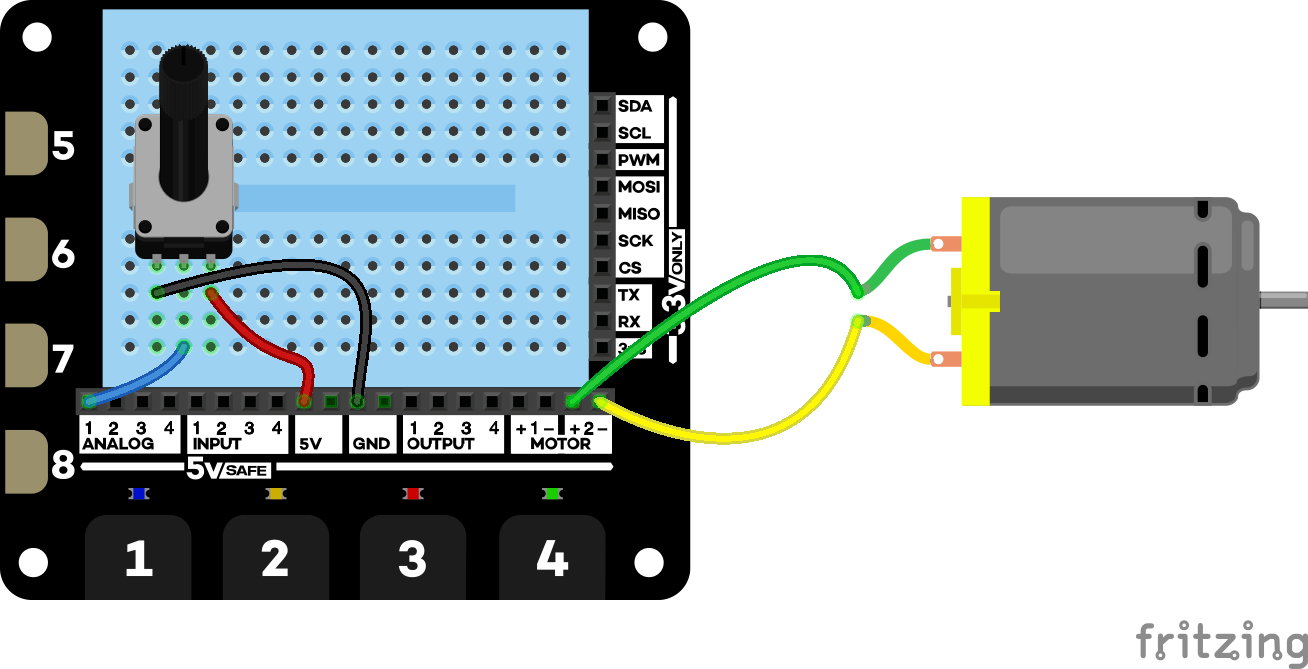 5
6
7
8
SDA
SCL
PWM
MOSI
MISO
SCK
CS
TX
RX
V/ONLY
1 2 3 4
ANALOG
1 2 3 4
INPUT
5V
GND
1 2 3 4
OUTPUT
+ 1 - + 2 -
MOTOR
5V/SAFE
1 2 3 4
fritzing